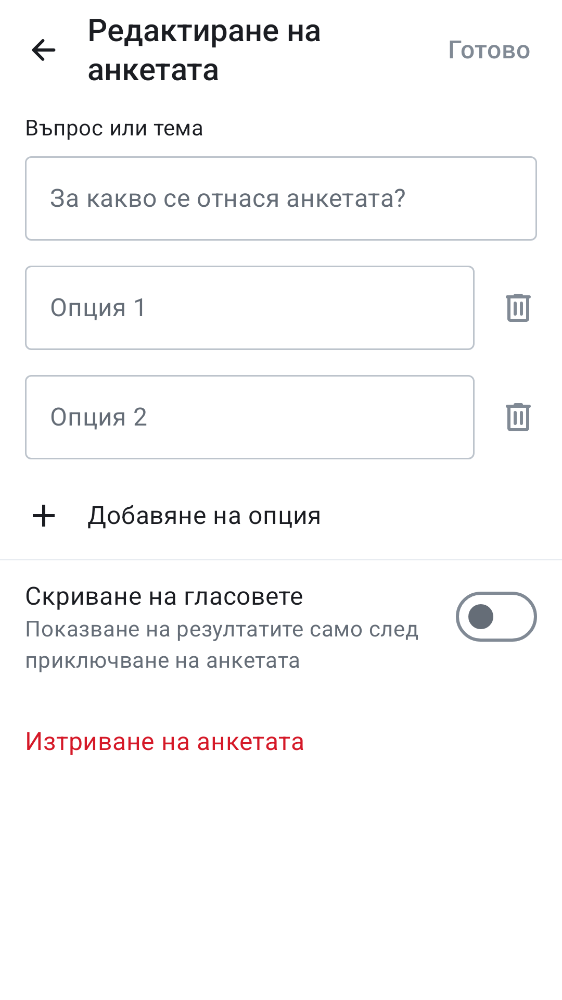 Редактиране на
анкетата
Готово
Въпрос или тема
За какво се отнася анкетата?
Опция 1
Опция 2
Добавяне на опция
Скриване на гласовете
Показване на резултатите само след
приключване на анкетата
Изтриване на анкетата